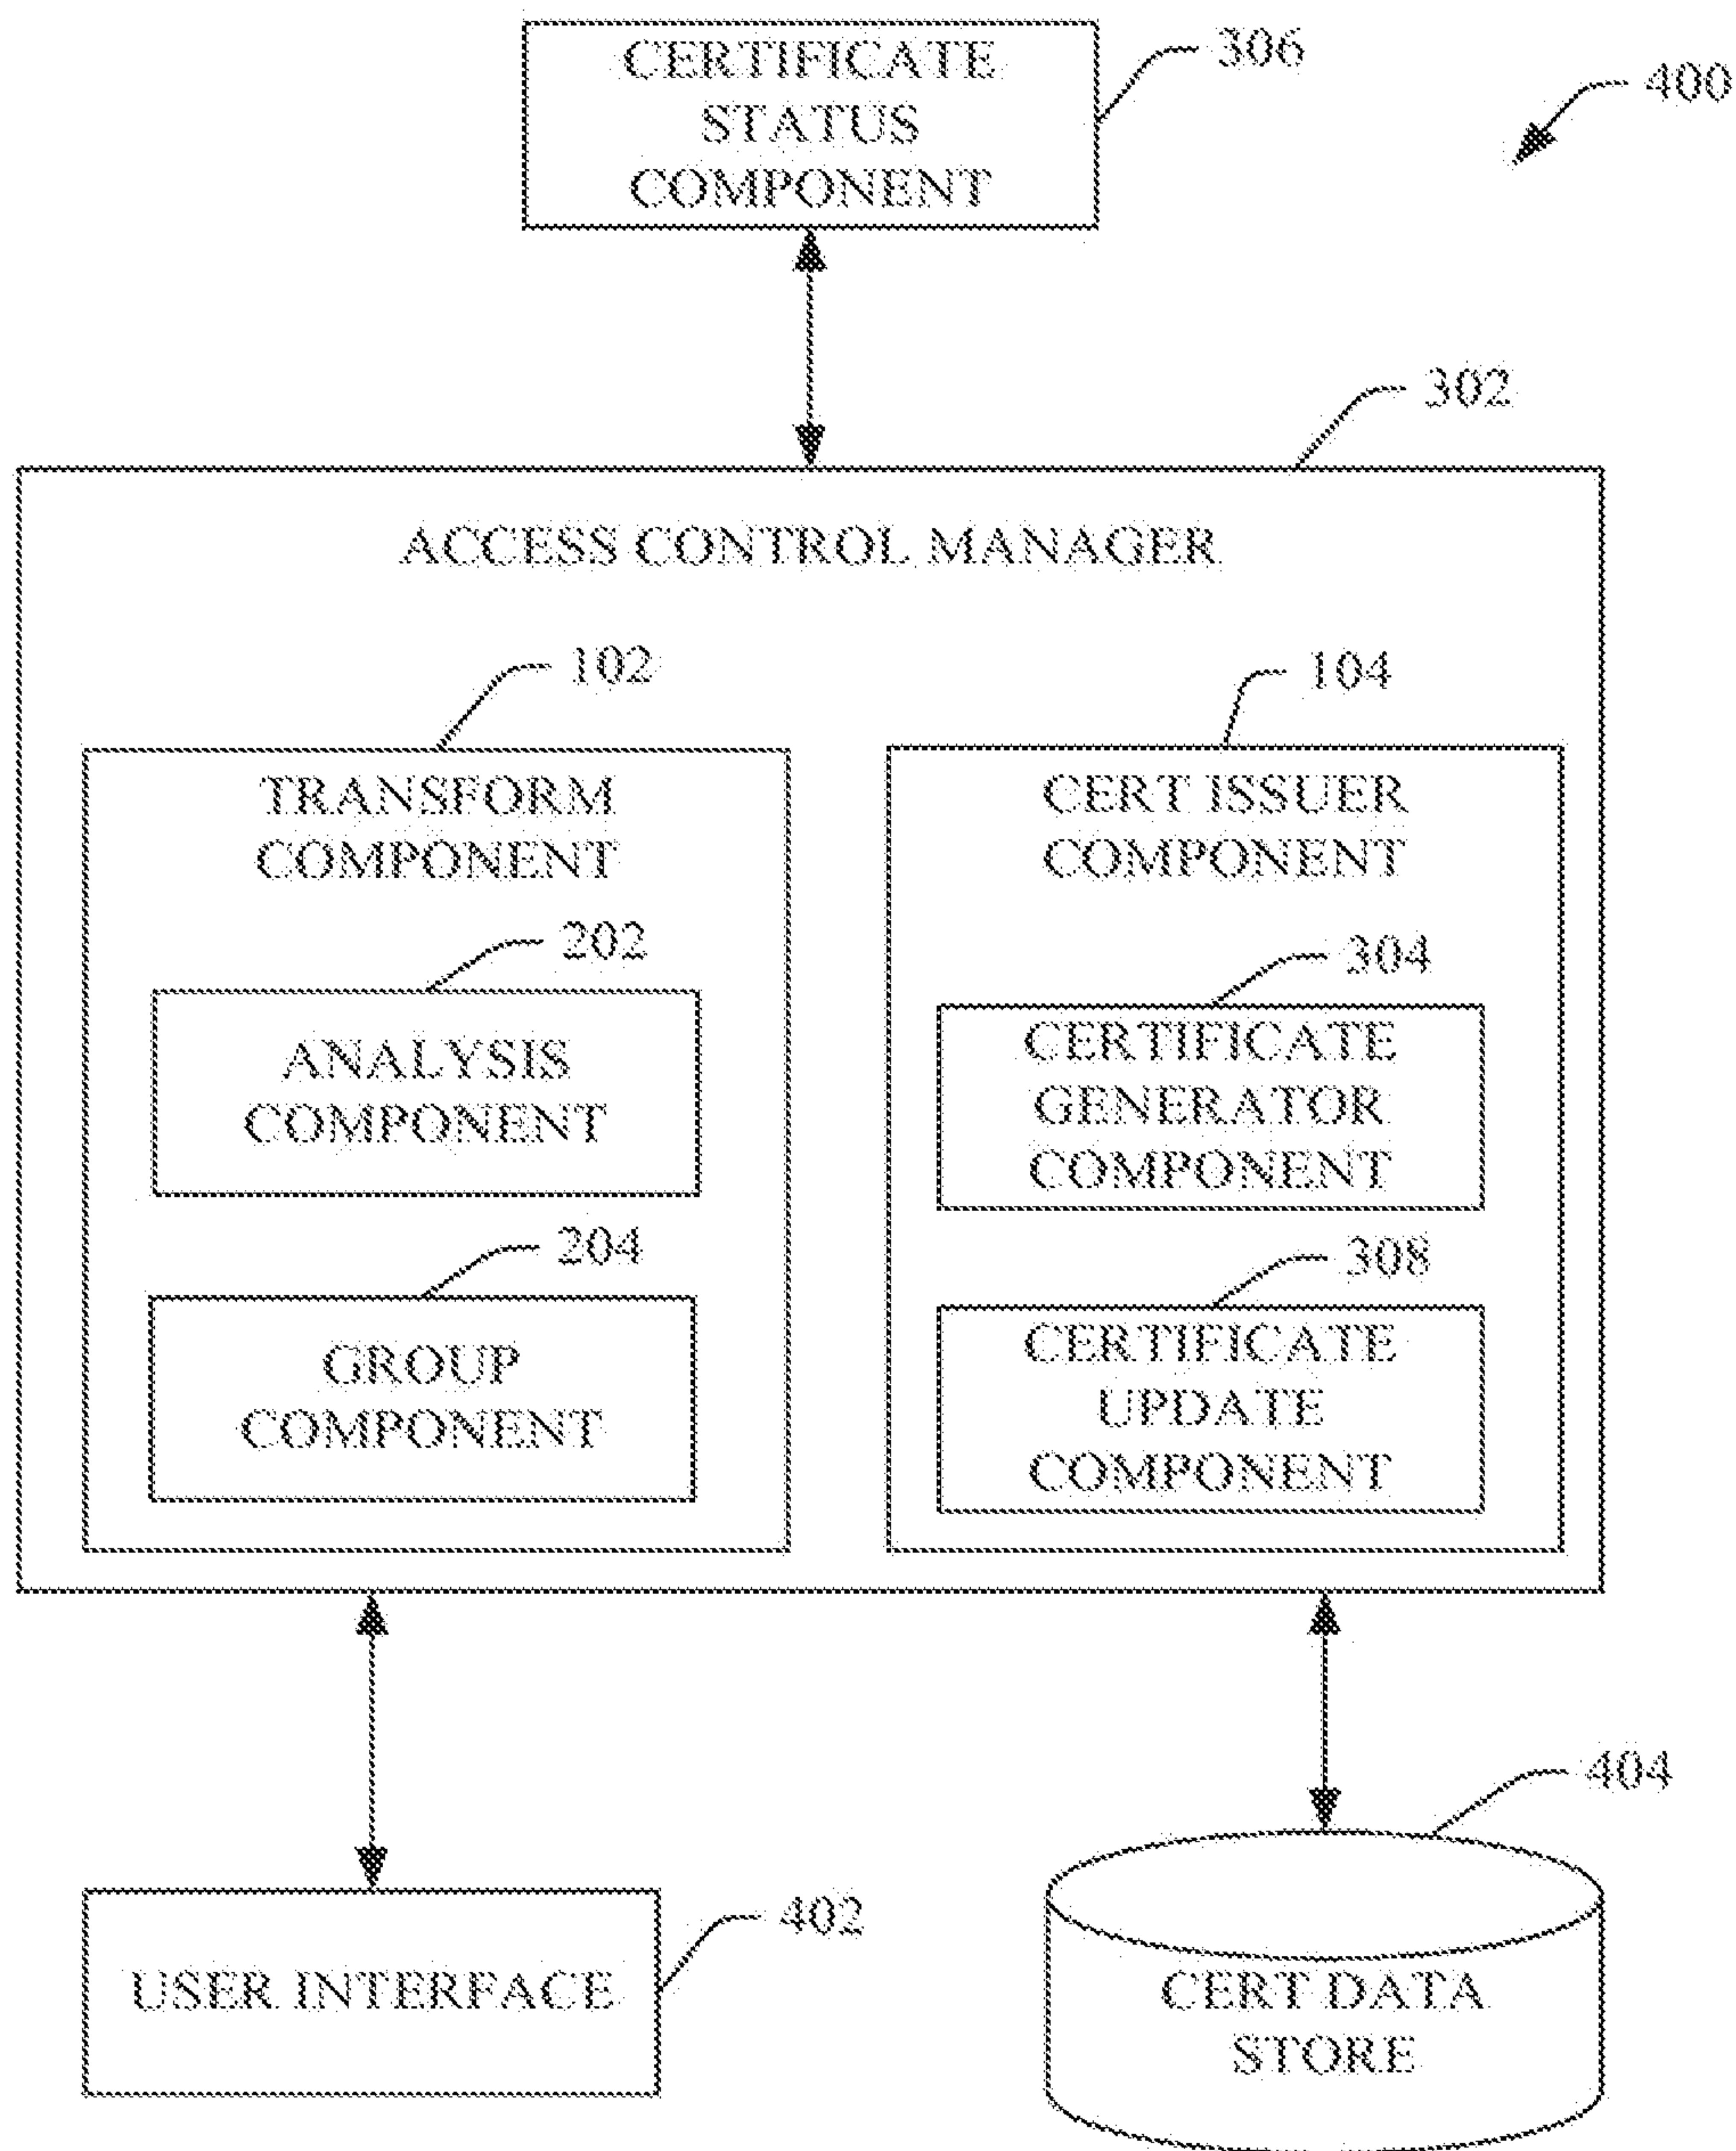 CERTIFICATE
STATUS
COMPONENT
306
400
302
ACCESS CONTROL MANAGER
102
104
TRANSFORM
COMPONENT
202
ANALYSIS
COMPONENT
204
GROUP
COMPONENT
CERT ISSUER
COMPONENT
304
CERTIFICATE
GENERATOR
COMPONENT
308
CERTIFICATE
UPDATE
COMPONENT
402
USER INTERFACE
404
CERT DATA
STORE